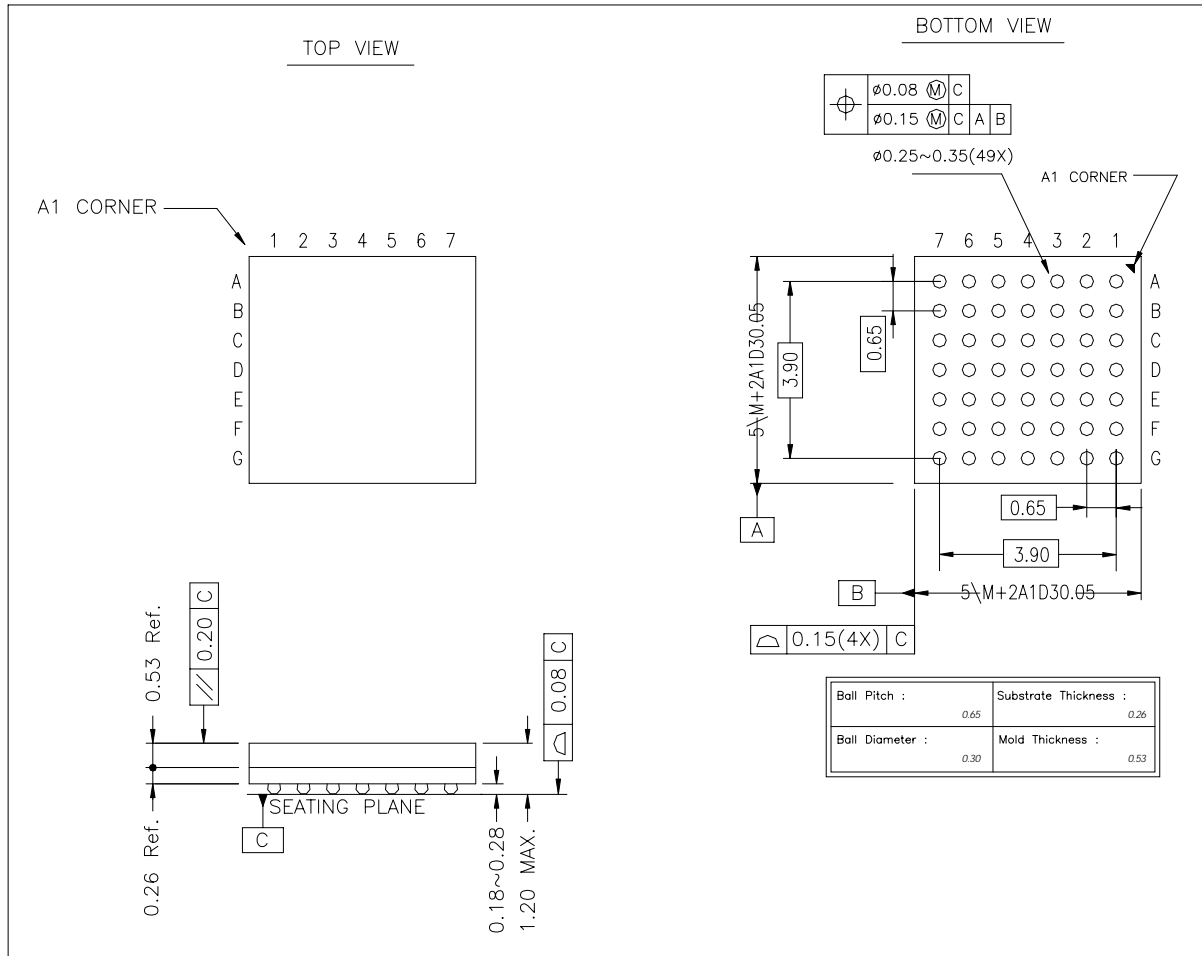 TOP VIEW
A1 CORNER
1 2 3 4 5 6 7
A
B
C
D
E
F
G
BOTTOM VIEW
⌀0.08 Ⓜ C
⌀0.15 Ⓜ C A B
⌀0.25~0.35(49X)
A1 CORNER
7 6 5 4 3 2 1
A
B
C
D
E
F
G
5\M+2A1D30.05
3.90
0.65
A
0.65
3.90
B
5\M+2A1D30.05
0.15(4X) C
0.53 Ref.
// 0.20 C
0.26 Ref.
SEATING PLANE
C
0.08 C
0.18~0.28
1.20 MAX.
Ball Pitch : 0.65
Substrate Thickness : 0.26
Ball Diameter : 0.30
Mold Thickness : 0.53